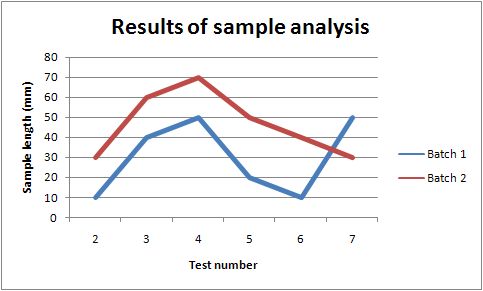 Results of sample analysis
Sample length (mm)
80
70
60
50
40
30
20
10
0
2 3 4 5 6 7
Test number
Batch 1
Batch 2